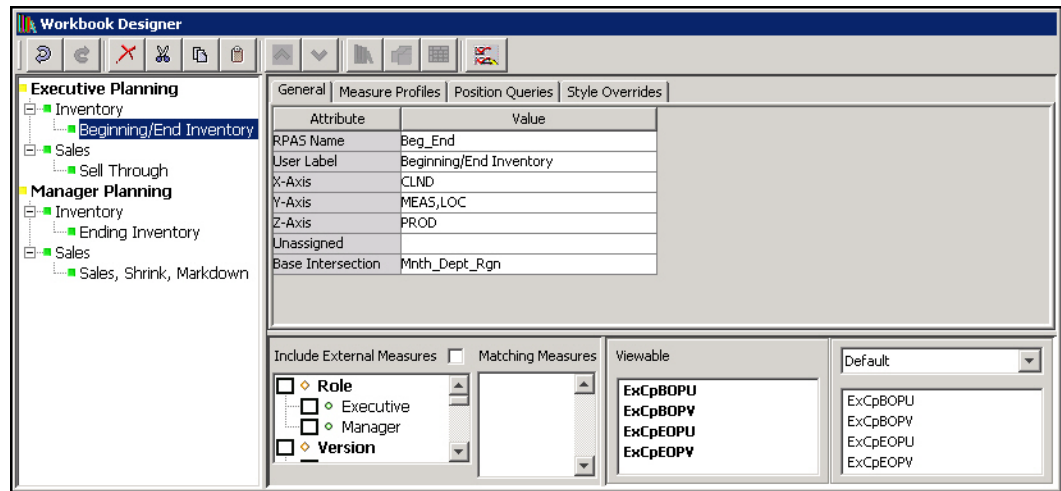 Workbook Designer
Executive Planning
Inventory
Beginning/End Inventory
Sales
Sell Through
Manager Planning
Inventory
Ending Inventory
Sales
Sales, Shrink, Markdown
General Measure Profiles Position Queries Style Overrides
Attribute Value
RPAS Name Beg_End
User Label Beginning/End Inventory
X-Axis CLND
Y-Axis MEAS,LOC
Z-Axis PROD
Unassigned
Base Intersection Mnth_Dept_Rgn
Include External Measures Matching Measures
Role
Executive
Manager
Version
Viewable
ExCpBOPU
ExCpBOPV
ExCpEOPU
ExCpEOPV
Default
ExCpBOPU
ExCpBOPV
ExCpEOPU
ExCpEOPV